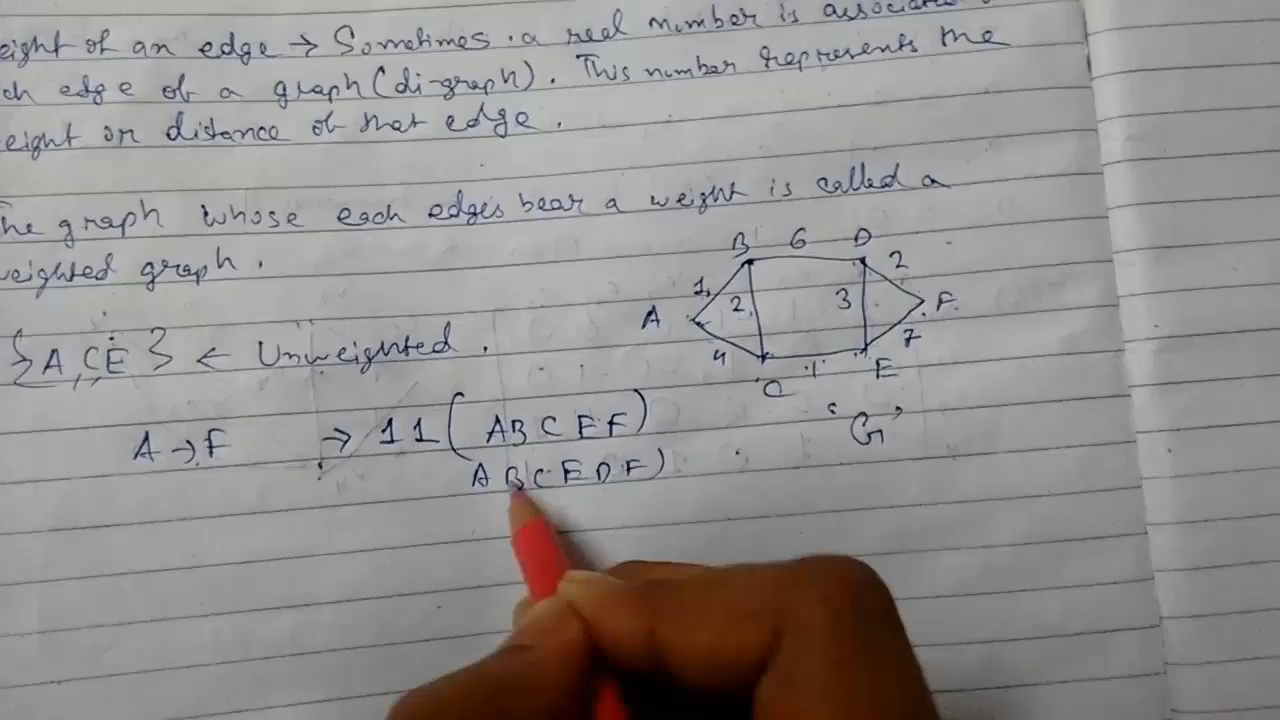 eight of an edge → Sometimes a real number is associate
ch edge of a graph (di-graph). This number represents the
eight or distance of that edge.
The graph whose each edges bear a weight is called a
weighted graph.
{A, C, E} ← Unweighted.
B 6 D
1 2 3 2
A F
4 7
C 1 E
"G"
A → F → 11 ( A B C E F )
A B C E D F )